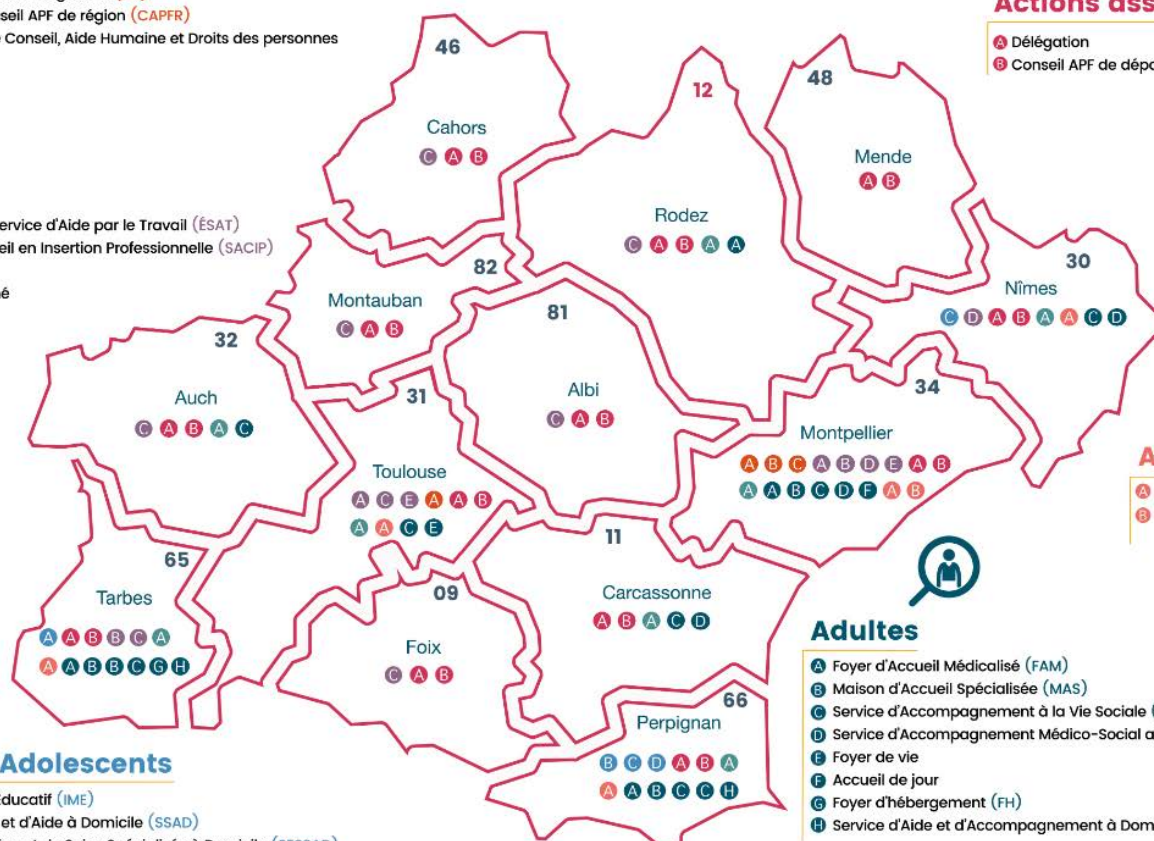 seil APF de région (CAPFR)
Conseil, Aide Humaine et Droits des personnes
Actions ass
A Délégation
B Conseil APF de dépa
46
Cahors
C A B
12
Rodez
C A B A A
48
Mende
A B
ervice d'Aide par le Travail (ÉSAT)
eil en Insertion Professionnelle (SACIP)
é
82
Montauban
C A B
30
Nîmes
C D A B A A C D
32
Auch
C A B A C
81
Albi
C A B
31
Toulouse
A C E A A B
A A C E
34
Montpellier
A B C A B D E A B
A A B C D F A B
A
A
B
65
Tarbes
A A B B C A
A A B B C G H
09
Foix
C A B
11
Carcassonne
A B A C D
66
Perpignan
B C D A B A
A A B C C H
Adultes
A Foyer d'Accueil Médicalisé (FAM)
B Maison d'Accueil Spécialisée (MAS)
C Service d'Accompagnement à la Vie Sociale (
D Service d'Accompagnement Médico-Social a
E Foyer de vie
F Accueil de jour
G Foyer d'hébergement (FH)
H Service d'Aide et d'Accompagnement à Dom
Adolescents
Éducatif (IME)
et d'Aide à Domicile (SSAD)